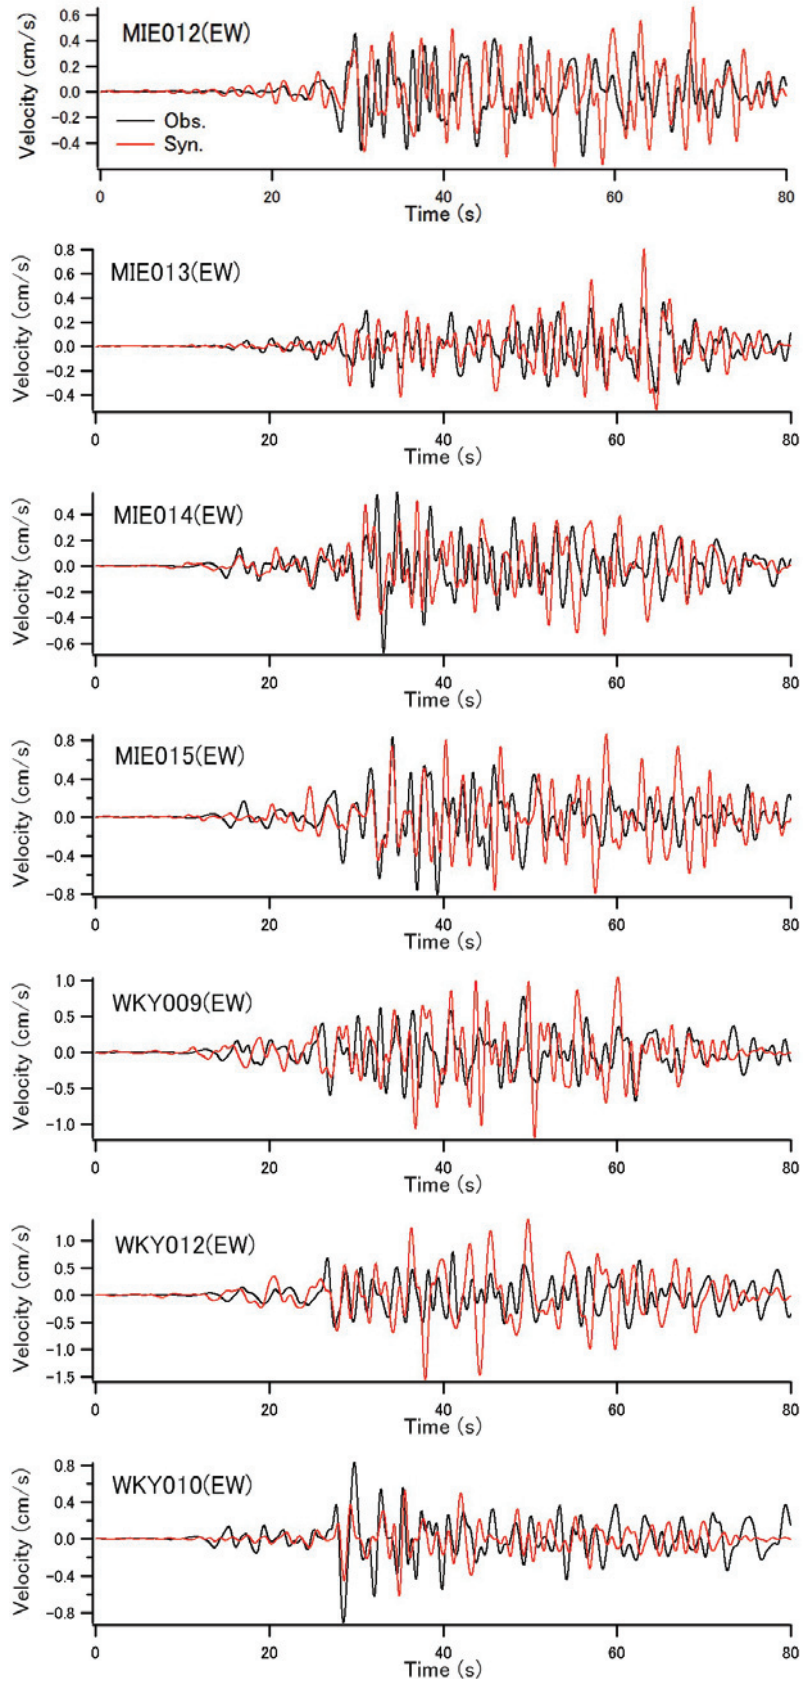 MIE012(EW)
Velocity (cm/s)
0.6
0.4
0.2
0.0
-0.2
-0.4
Obs.
Syn.
0 20 40 60 80
Time (s)
MIE013(EW)
Velocity (cm/s)
0.8
0.6
0.4
0.2
0.0
-0.2
-0.4
0 20 40 60 80
Time (s)
MIE014(EW)
Velocity (cm/s)
0.4
0.2
0.0
-0.2
-0.4
-0.6
0 20 40 60 80
Time (s)
MIE015(EW)
Velocity (cm/s)
0.8
0.4
0.0
-0.4
-0.8
0 20 40 60 80
Time (s)
WKY009(EW)
Velocity (cm/s)
1.0
0.5
0.0
-0.5
-1.0
0 20 40 60 80
Time (s)
WKY012(EW)
Velocity (cm/s)
1.0
0.5
0.0
-0.5
-1.0
-1.5
0 20 40 60 80
Time (s)
WKY010(EW)
Velocity (cm/s)
0.8
0.4
0.0
-0.4
-0.8
0 20 40 60 80
Time (s)